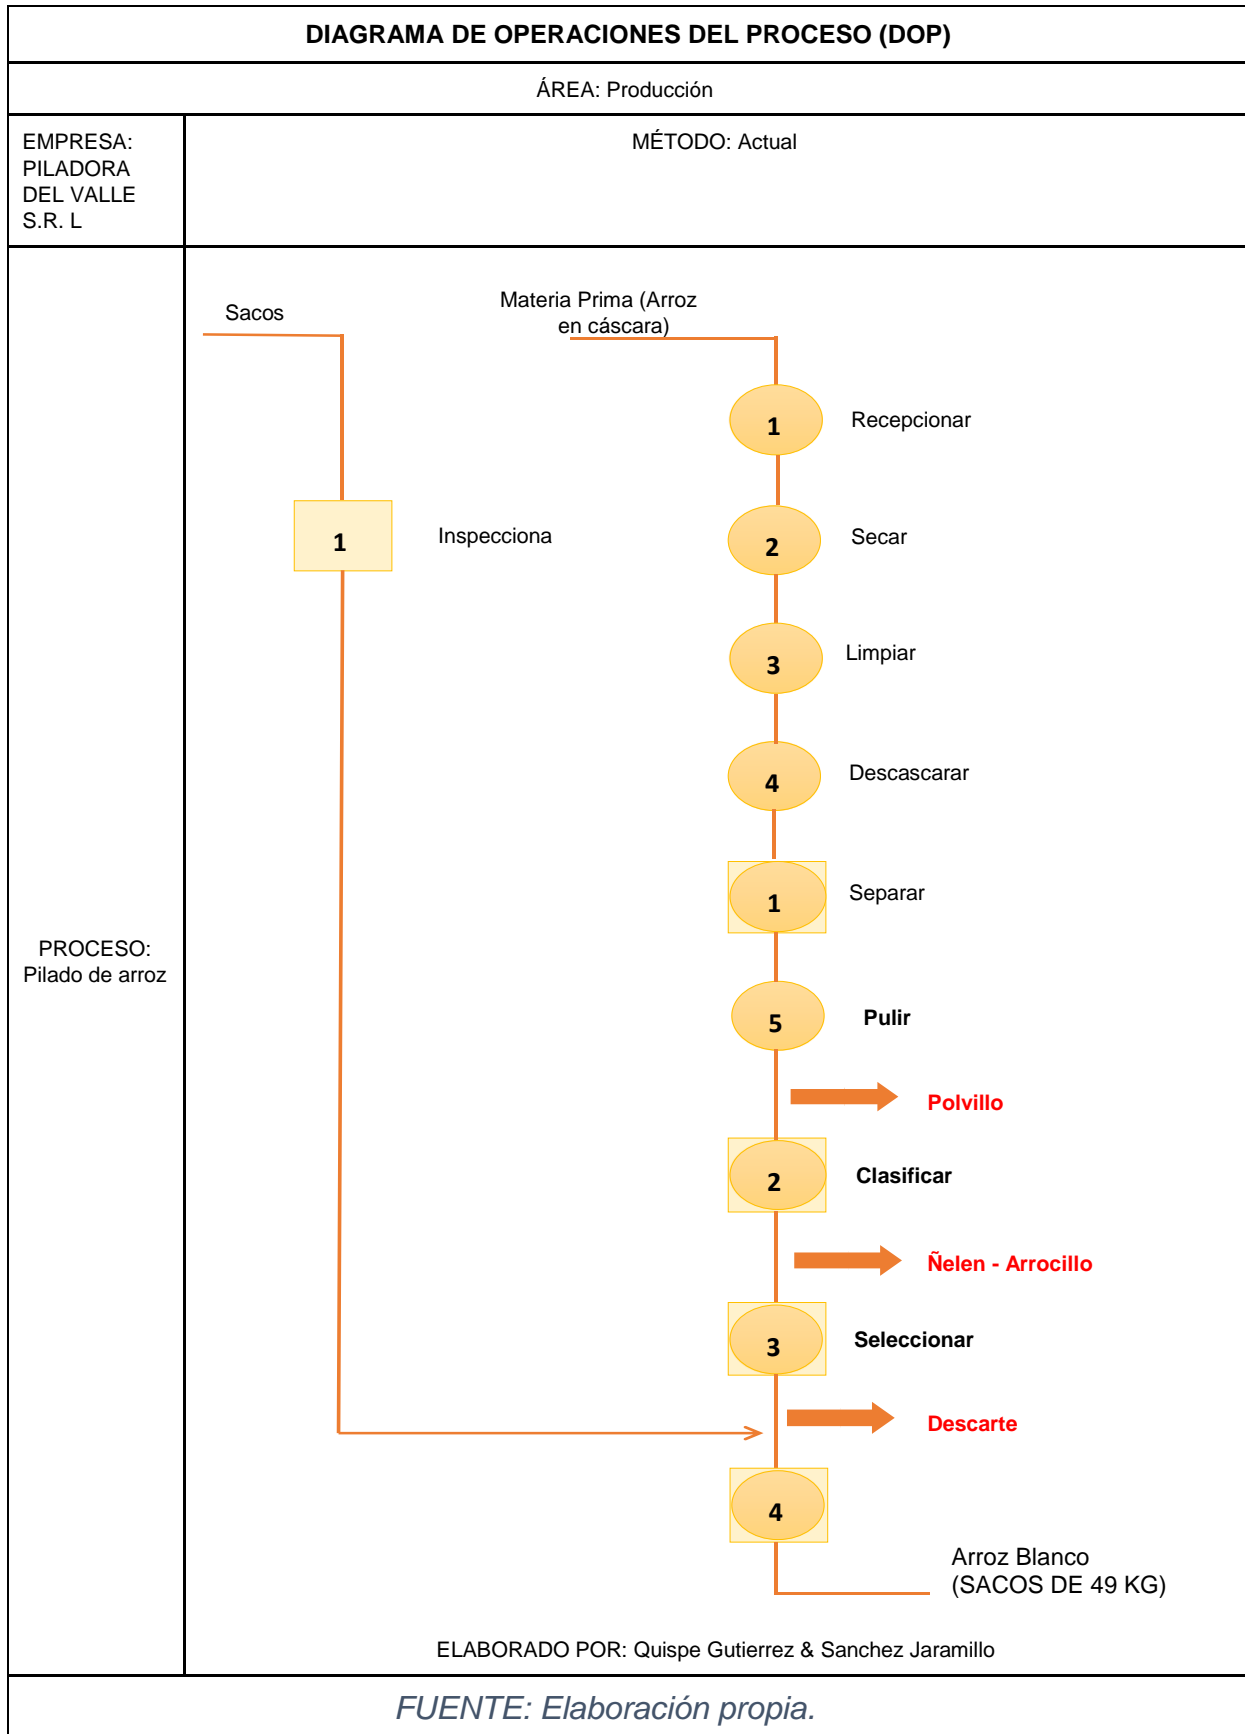 DIAGRAMA DE OPERACIONES DEL PROCESO (DOP)
ÁREA: Producción
EMPRESA:
PILADORA
DEL VALLE
S.R. L
MÉTODO: Actual
PROCESO:
Pilado de arroz
Sacos
Materia Prima (Arroz
en cáscara)
1
Recepcionar
1
Inspecciona
2
Secar
3
Limpiar
4
Descascarar
1
Separar
5
Pulir
Polvillo
2
Clasificar
Ñelen - Arrocillo
3
Seleccionar
Descarte
4
Arroz Blanco
(SACOS DE 49 KG)
ELABORADO POR: Quispe Gutierrez & Sanchez Jaramillo
FUENTE: Elaboración propia.